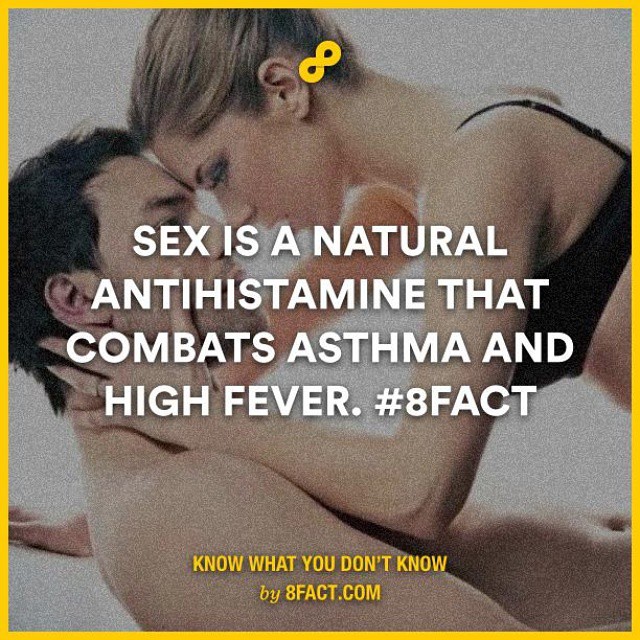 SEX IS A NATURAL
ANTIHISTAMINE THAT
COMBATS ASTHMA AND
HIGH FEVER. #8FACT
KNOW WHAT YOU DON'T KNOW
by 8FACT.COM